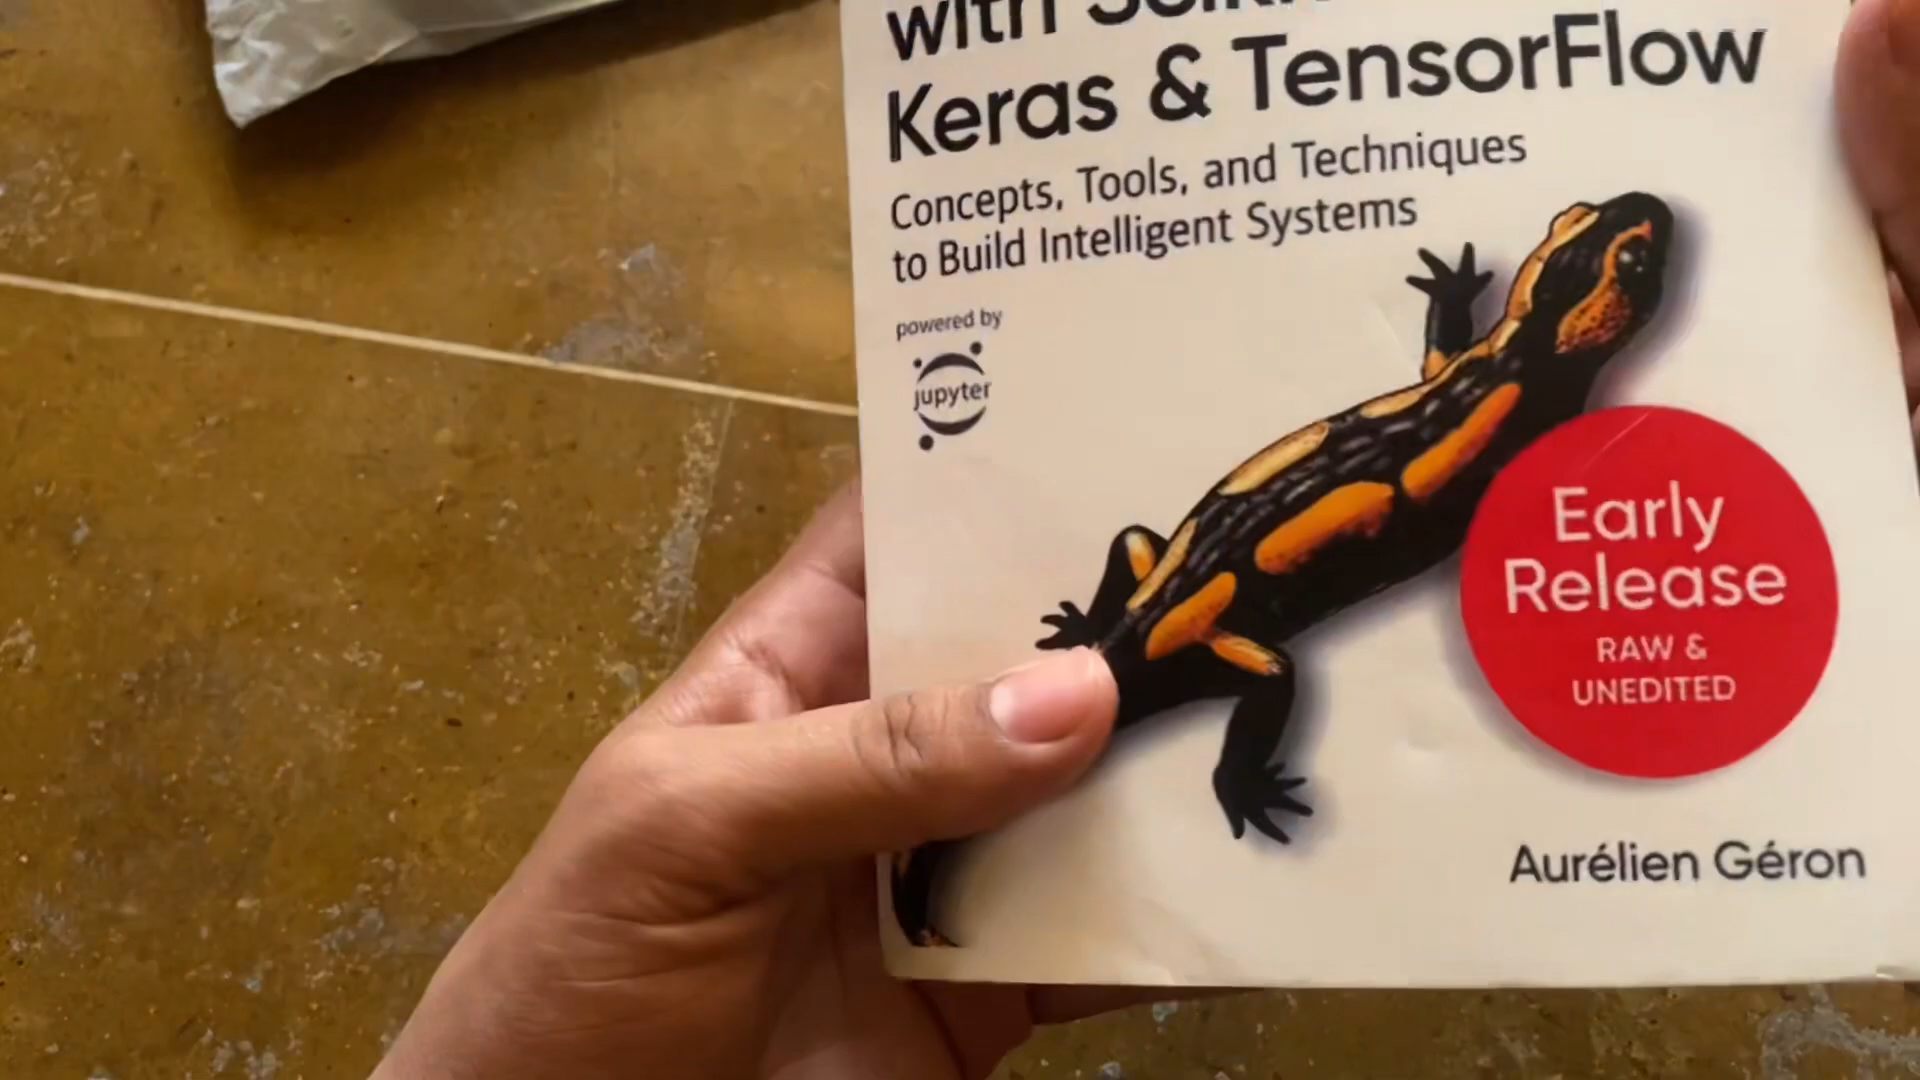 with
Keras & TensorFlow
Concepts, Tools, and Techniques
to Build Intelligent Systems
powered by
jupyter
Early
Release
RAW &
UNEDITED
Aurélien Géron